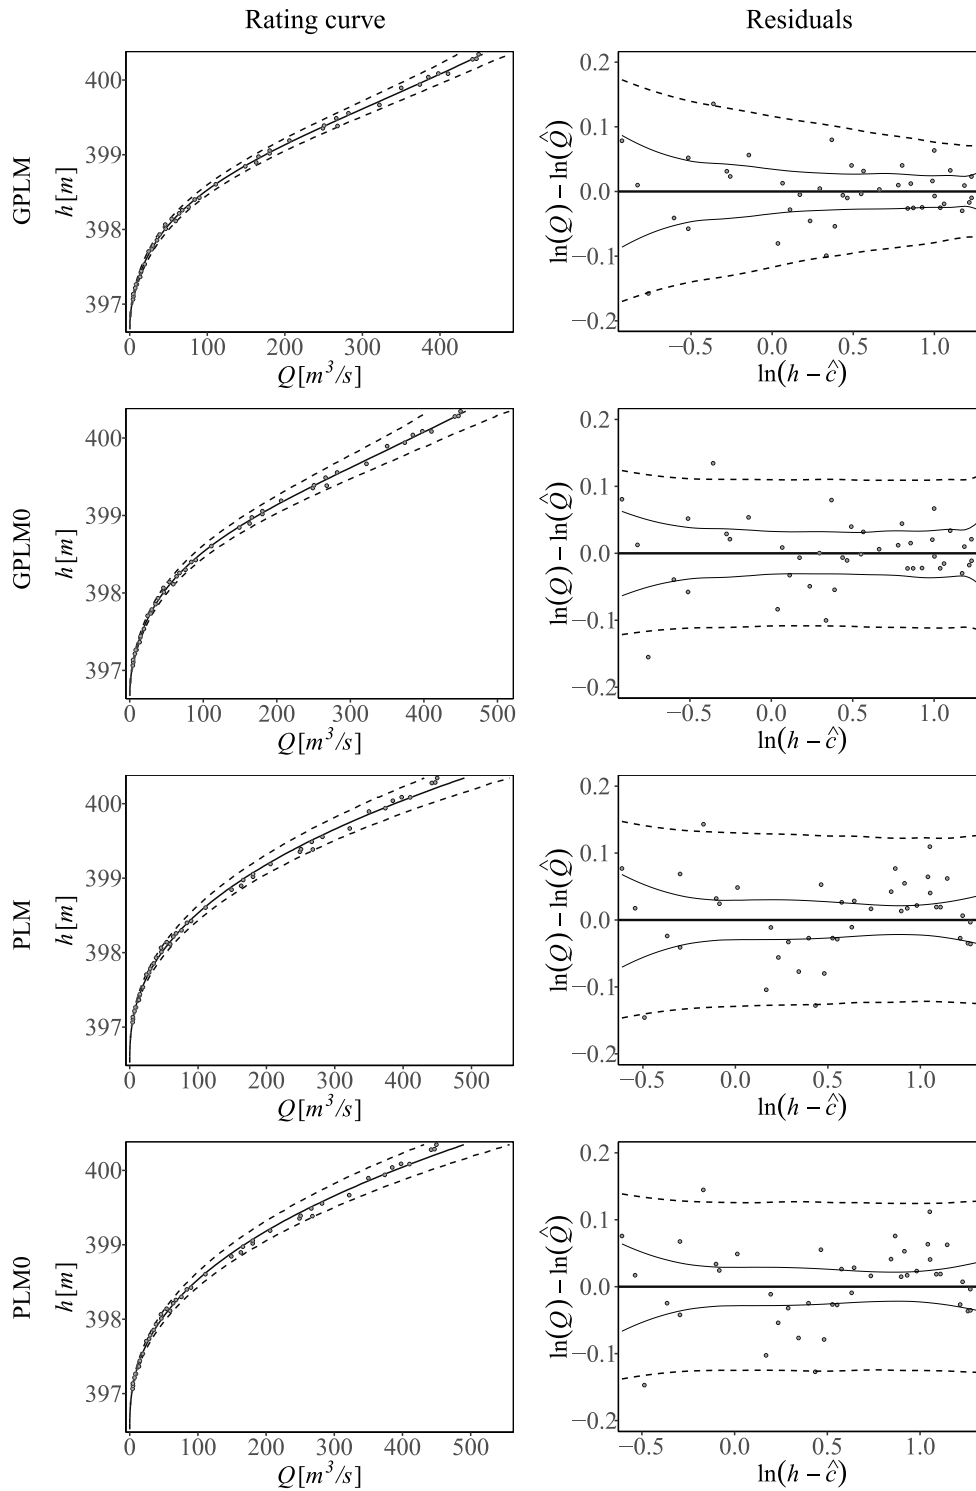 Rating curve
Residuals
GPLM
h[m]
400
399
398
397
0 100 200 300 400
Q[m³/s]
ln(Q) − ln(Q̂)
0.2
0.1
0.0
−0.1
−0.2
−0.5 0.0 0.5 1.0
ln(h − ĉ)
GPLM0
h[m]
400
399
398
397
0 100 200 300 400 500
Q[m³/s]
ln(Q) − ln(Q̂)
0.2
0.1
0.0
−0.1
−0.2
−0.5 0.0 0.5 1.0
ln(h − ĉ)
PLM
h[m]
400
399
398
397
0 100 200 300 400 500
Q[m³/s]
ln(Q) − ln(Q̂)
0.2
0.1
0.0
−0.1
−0.2
−0.5 0.0 0.5 1.0
ln(h − ĉ)
PLM0
h[m]
400
399
398
397
0 100 200 300 400 500
Q[m³/s]
ln(Q) − ln(Q̂)
0.2
0.1
0.0
−0.1
−0.2
−0.5 0.0 0.5 1.0
ln(h − ĉ)